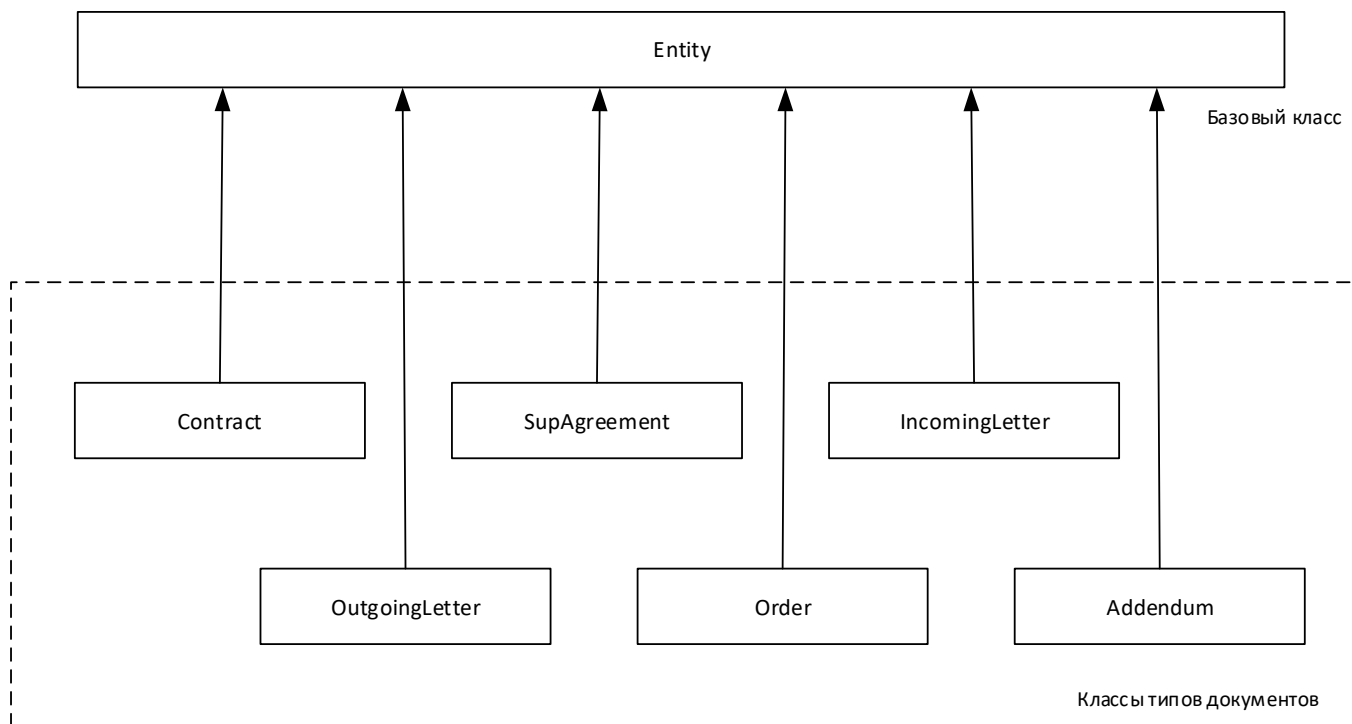 Entity
Базовый класс
Contract
SupAgreement
IncomingLetter
OutgoingLetter
Order
Addendum
Классы типов документов